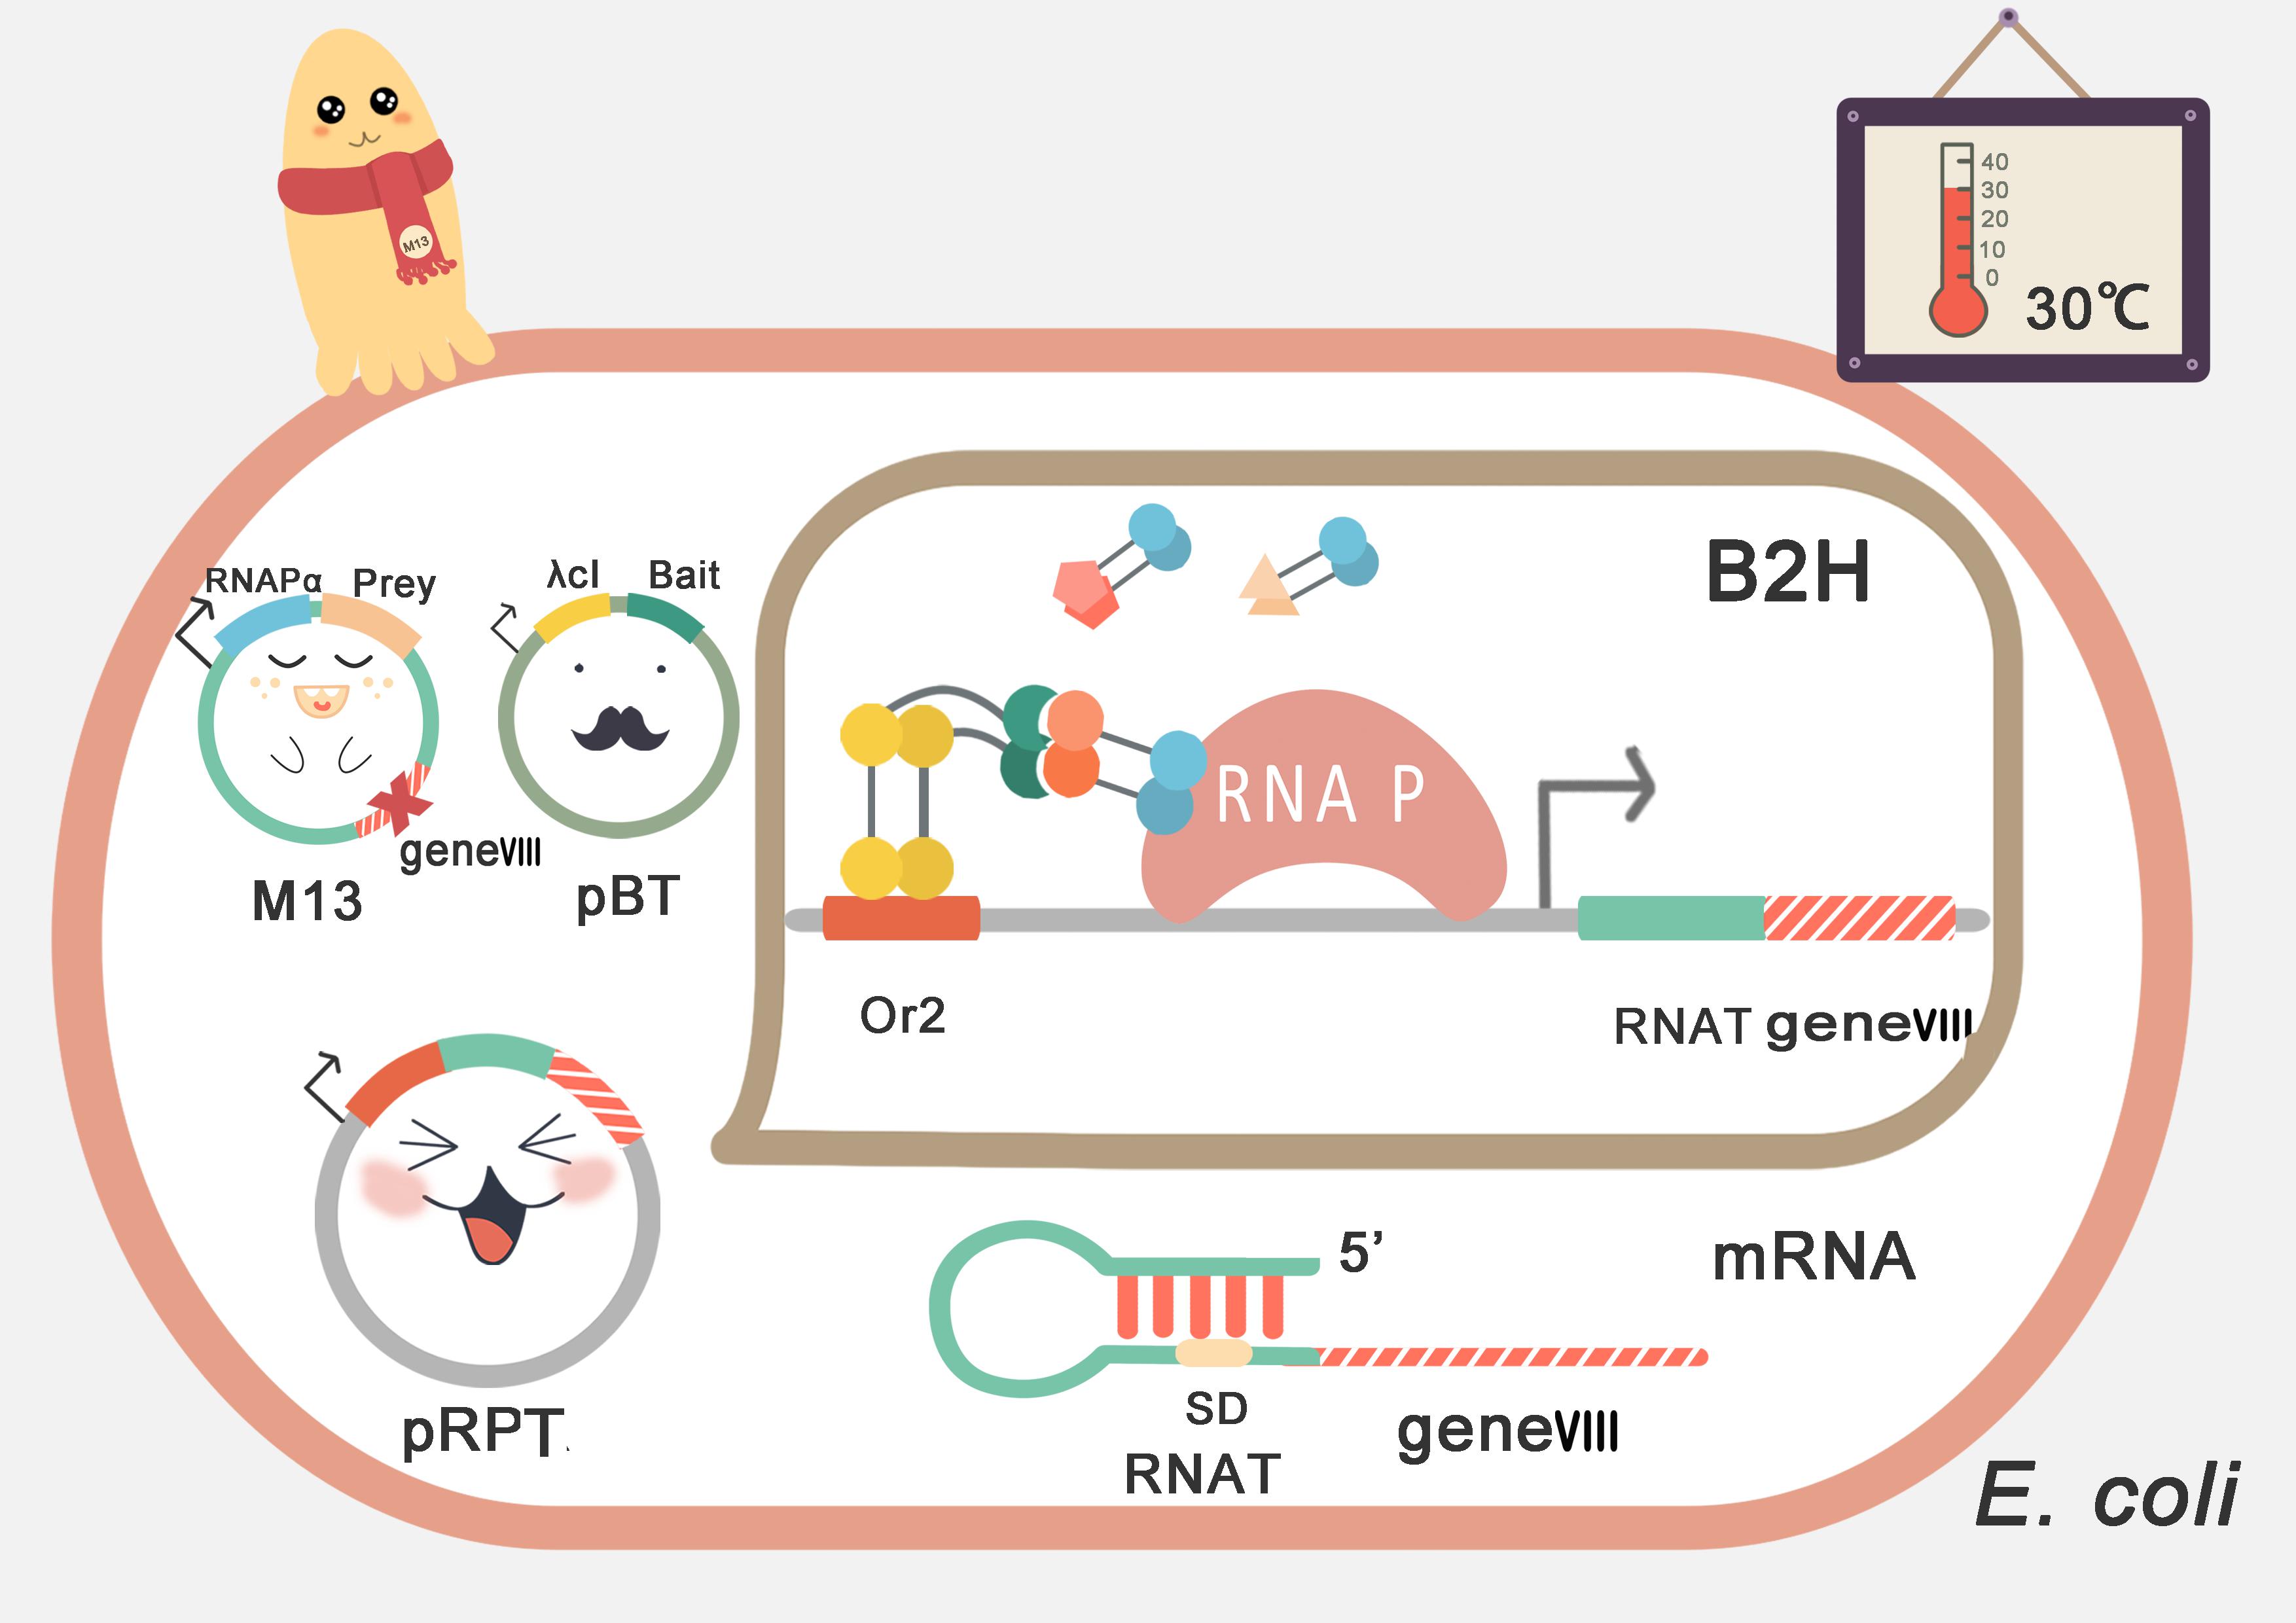 M13
40
30
20
10
0
30℃
RNAPα Prey
λcI Bait
B2H
RNA P
geneⅧ
M13
pBT
Or2
RNAT geneⅧ
pRPT
5’
mRNA
SD
RNAT
geneⅧ
E. coli